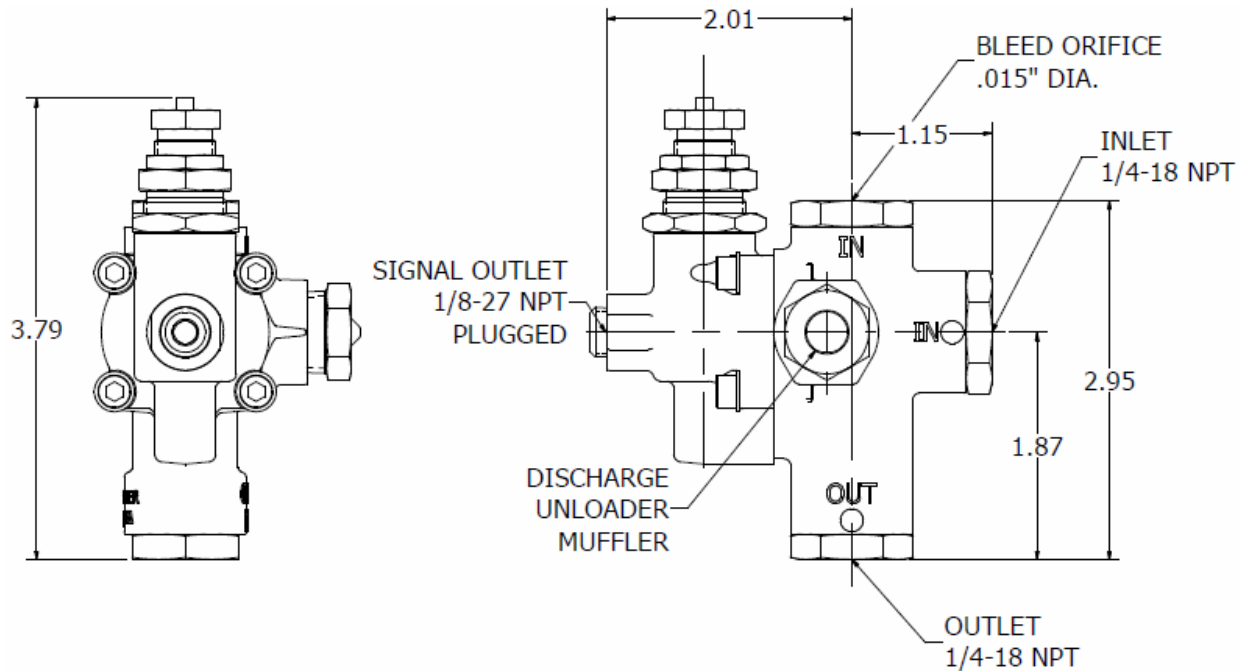 2.01
BLEED ORIFICE
.015" DIA.
1.15
INLET
1/4-18 NPT
IN
SIGNAL OUTLET
1/8-27 NPT
PLUGGED
3.79
IN
2.95
1.87
DISCHARGE
UNLOADER
MUFFLER
OUT
OUTLET
1/4-18 NPT